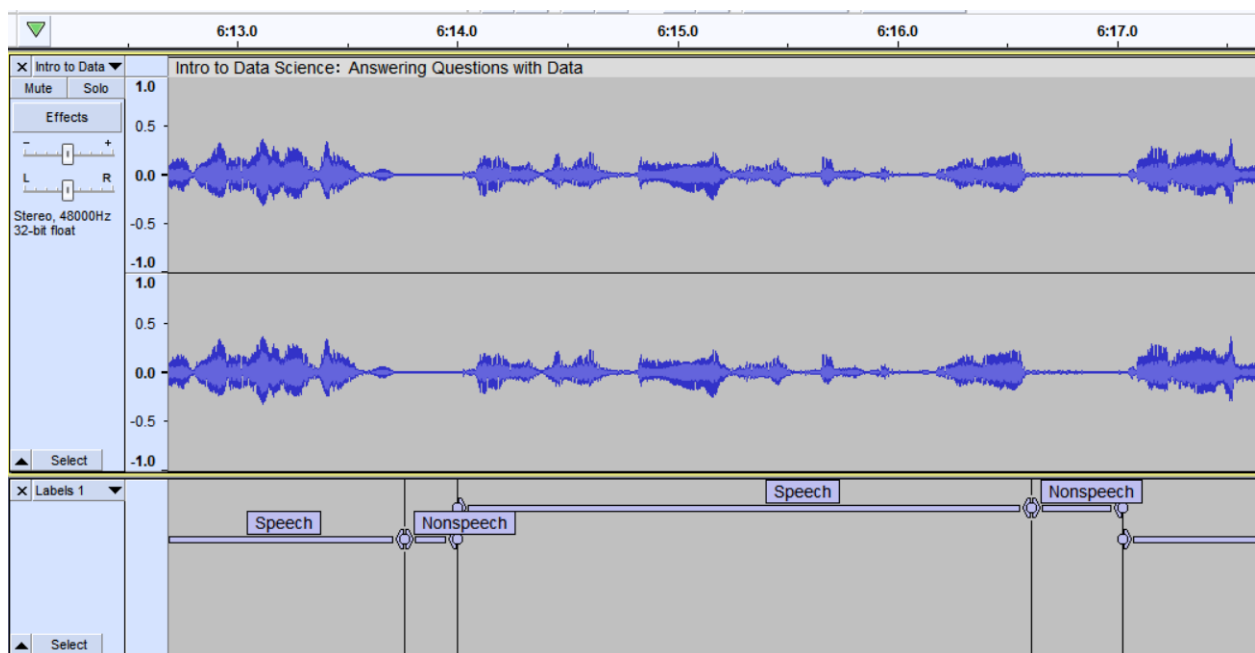 6:13.0 6:14.0 6:15.0 6:16.0 6:17.0
Intro to Data
Intro to Data Science: Answering Questions with Data
Mute Solo
Effects
- +
L R
Stereo, 48000Hz
32-bit float
Select
1.0
0.5
0.0
-0.5
-1.0
1.0
0.5
0.0
-0.5
-1.0
Labels 1
Speech Nonspeech
Speech Nonspeech
Select